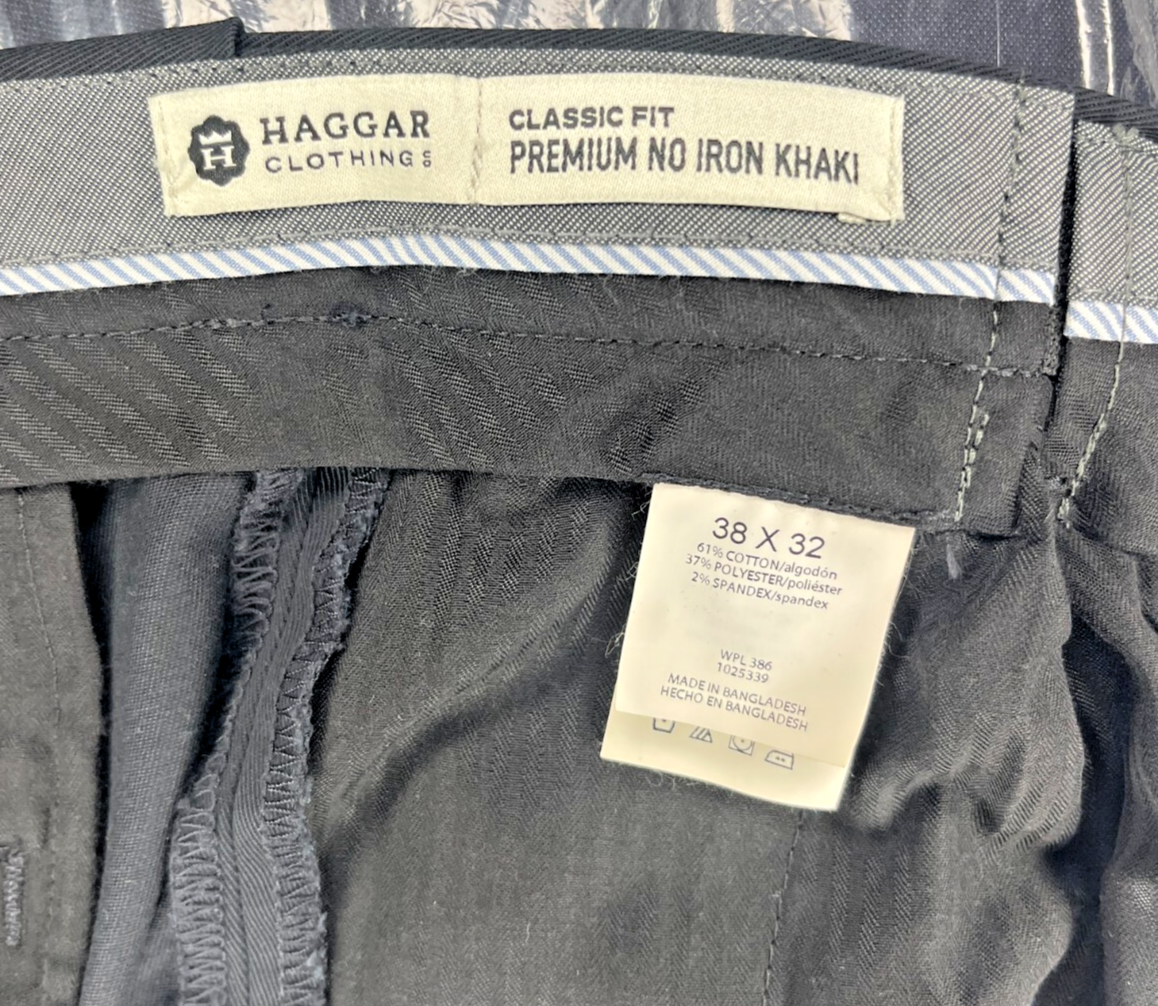 H
HAGGAR
CLOTHING CO
CLASSIC FIT
PREMIUM NO IRON KHAKI
38 X 32
61% COTTON/algodón
37% POLYESTER/poliéster
2% SPANDEX/spandex
WPL 386
1025339
MADE IN BANGLADESH
HECHO EN BANGLADESH